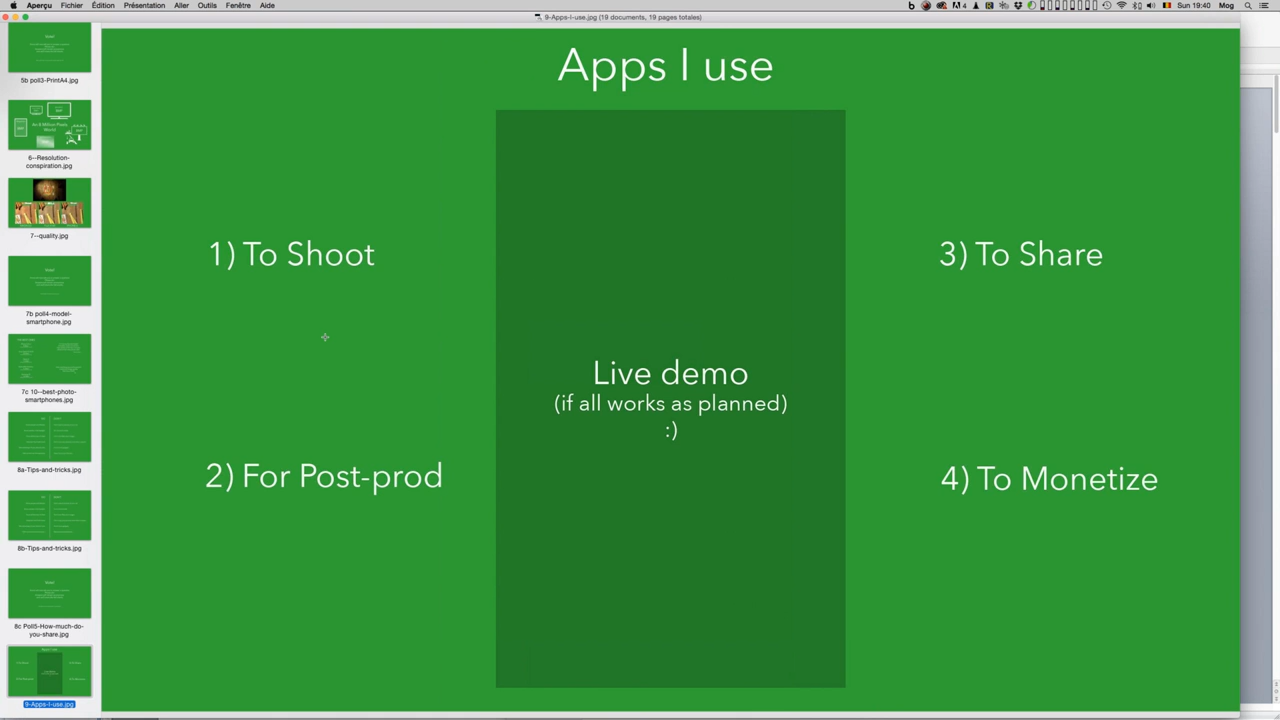 Aperçu Fichier Édition Présentation Aller Outils Fenêtre Aide
4 Sun 19:40 Mog
9-Apps-I-use.jpg (19 documents, 19 pages totales)
5b poll3-PrintA4.jpg
6--Resolution-
conspiration.jpg
7--quality.jpg
7b poll4-model-
smartphone.jpg
7c 10--best-photo-
smartphones.jpg
8a-Tips-and-tricks.jpg
8b-Tips-and-tricks.jpg
8c Poll5-How-much-do-
you-share.jpg
9-Apps-I-use.jpg
Apps I use
1) To Shoot
2) For Post-prod
Live demo
(if all works as planned)
:)
3) To Share
4) To Monetize